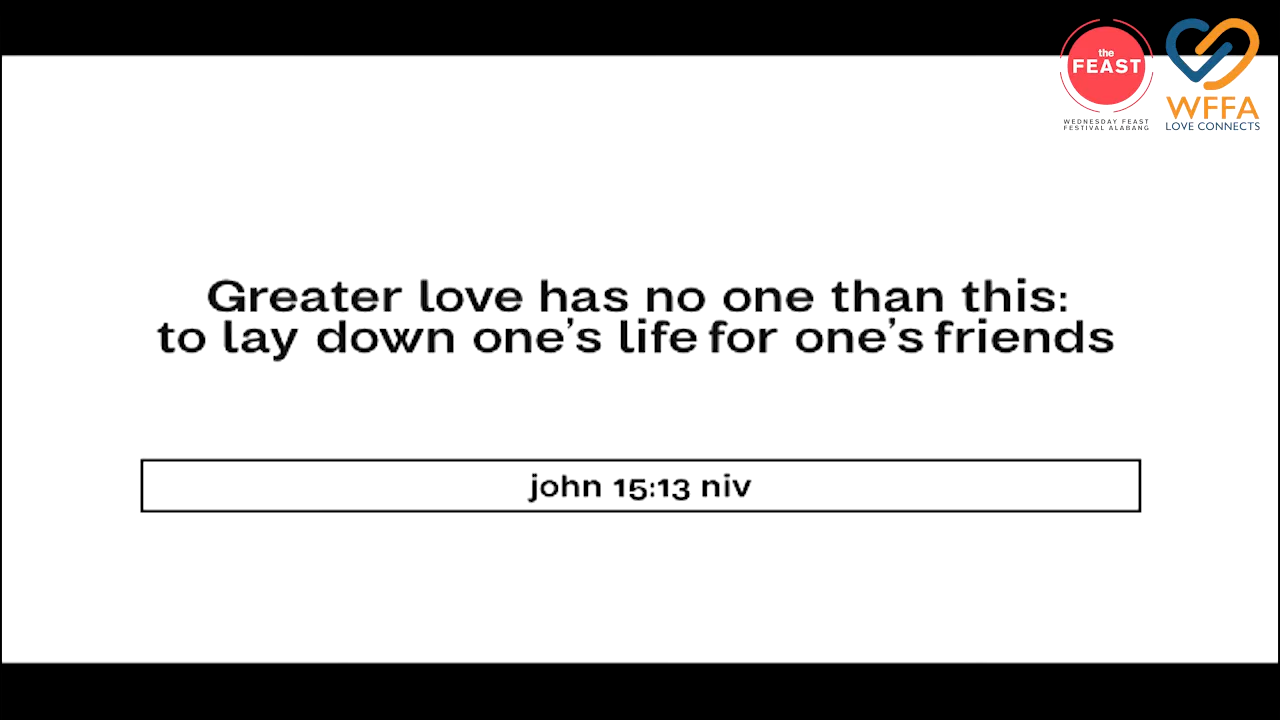 the
FEAST
WEDNESDAY FEAST
FESTIVAL ALABANG
WFFA
LOVE CONNECTS
Greater love has no one than this:
to lay down one's life for one's friends
john 15:13 niv